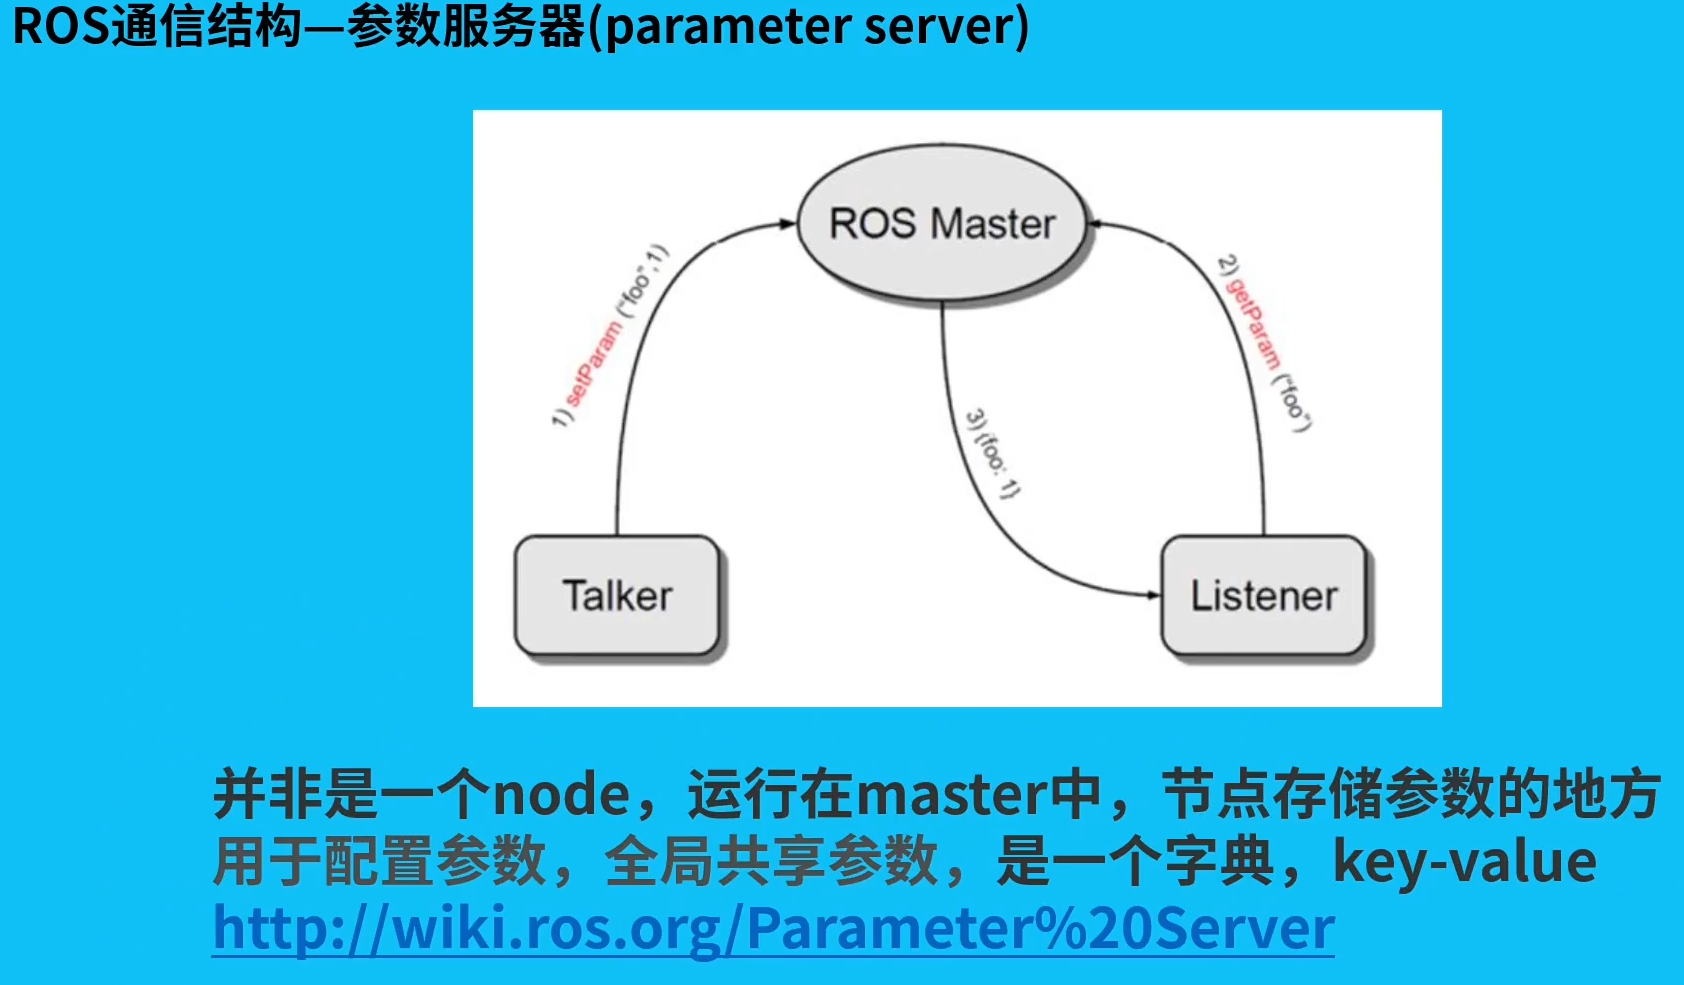 ROS通信结构—参数服务器(parameter server)
ROS Master
1) setParam ("foo",1)
2) getParam ("foo")
3) {foo: 1}
Talker
Listener
并非是一个node，运行在master中，节点存储参数的地方
用于配置参数，全局共享参数，是一个字典，key-value
http://wiki.ros.org/Parameter%20Server